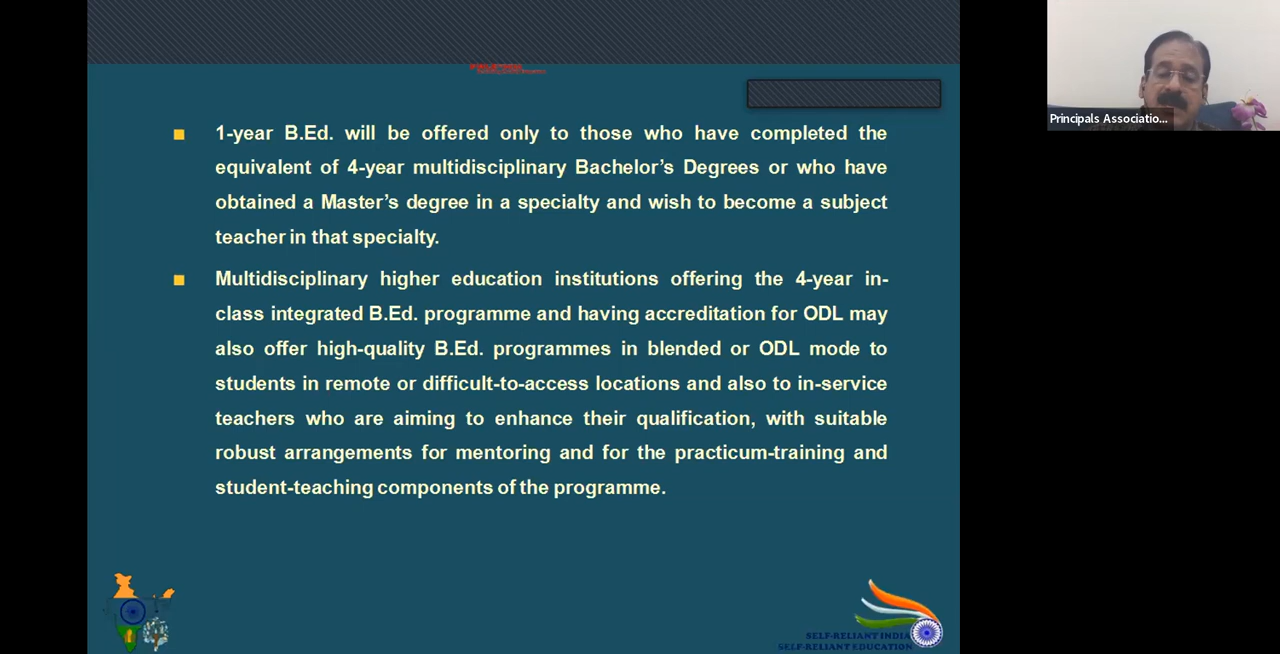 1-year B.Ed. will be offered only to those who have completed the
equivalent of 4-year multidisciplinary Bachelor's Degrees or who have
obtained a Master's degree in a specialty and wish to become a subject
teacher in that specialty.
Multidisciplinary higher education institutions offering the 4-year in-
class integrated B.Ed. programme and having accreditation for ODL may
also offer high-quality B.Ed. programmes in blended or ODL mode to
students in remote or difficult-to-access locations and also to in-service
teachers who are aiming to enhance their qualification, with suitable
robust arrangements for mentoring and for the practicum-training and
student-teaching components of the programme.
SELF-RELIANT INDIA
SELF-RELIANT EDUCATION
Principals Associatio...